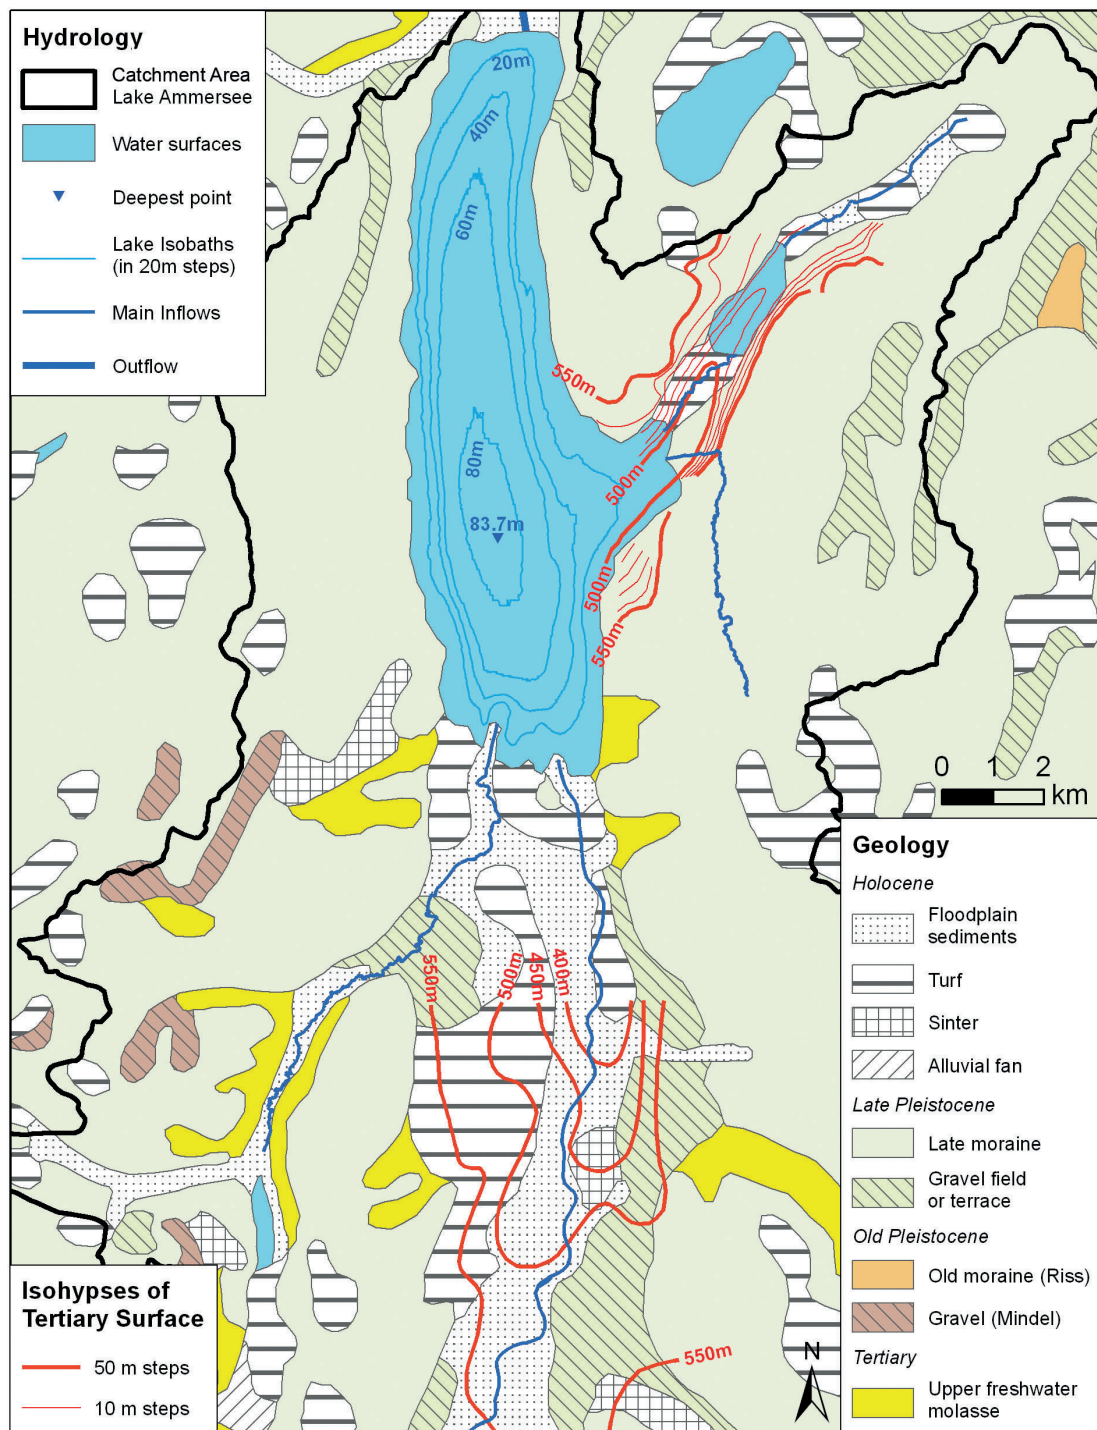 Hydrology
Catchment Area
Lake Ammersee
Water surfaces
Deepest point
Lake Isobaths
(in 20m steps)
Main Inflows
Outflow
20m
40m
60m
80m
83.7m
550m
500m
500m
550m
0 1 2
km
550m
500m
450m
400m
550m
N
Geology
Holocene
Floodplain
sediments
Turf
Sinter
Alluvial fan
Late Pleistocene
Late moraine
Gravel field
or terrace
Old Pleistocene
Old moraine (Riss)
Gravel (Mindel)
Tertiary
Upper freshwater
molasse
Isohypses of
Tertiary Surface
50 m steps
10 m steps